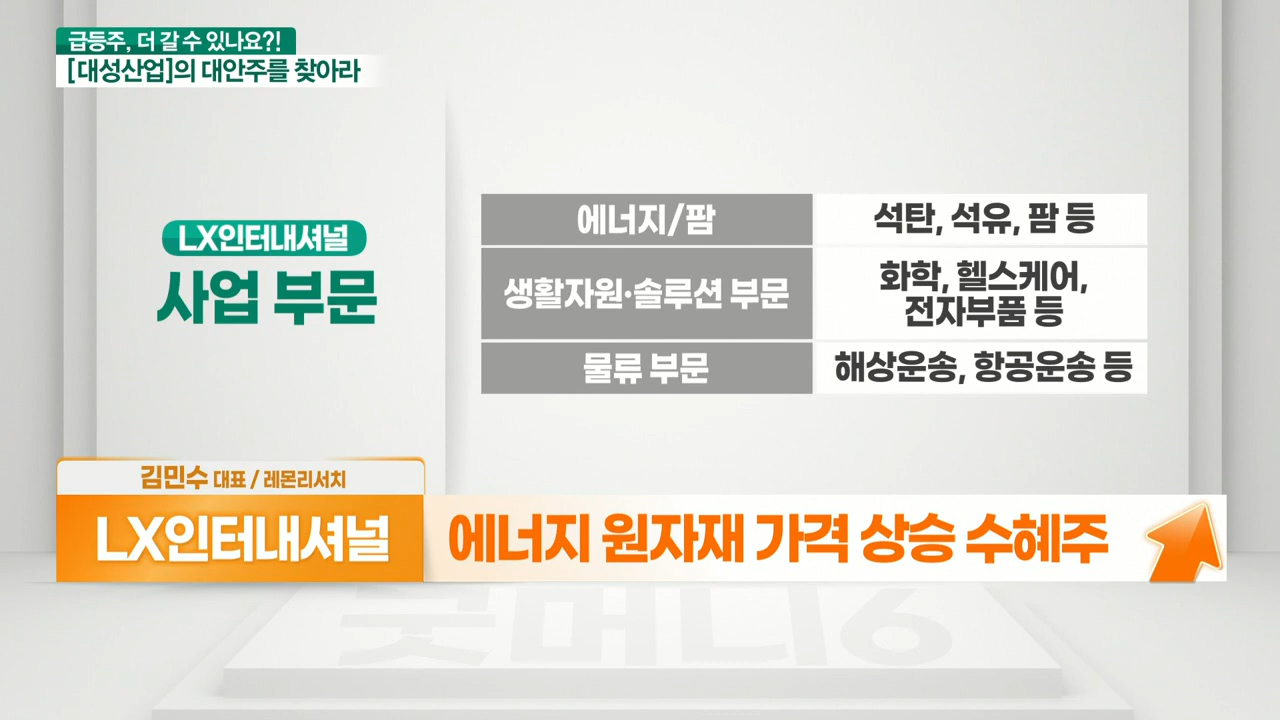 급등주, 더 갈 수 있나요?!
[대성산업]의 대안주를 찾아라
LX인터내셔널
사업 부문
에너지/팜
석탄, 석유, 팜 등
생활자원·솔루션 부문
화학, 헬스케어,
전자부품 등
물류 부문
해상운송, 항공운송 등
김민수 대표 / 레몬리서치
LX인터내셔널
에너지 원자재 가격 상승 수혜주
굿머니6